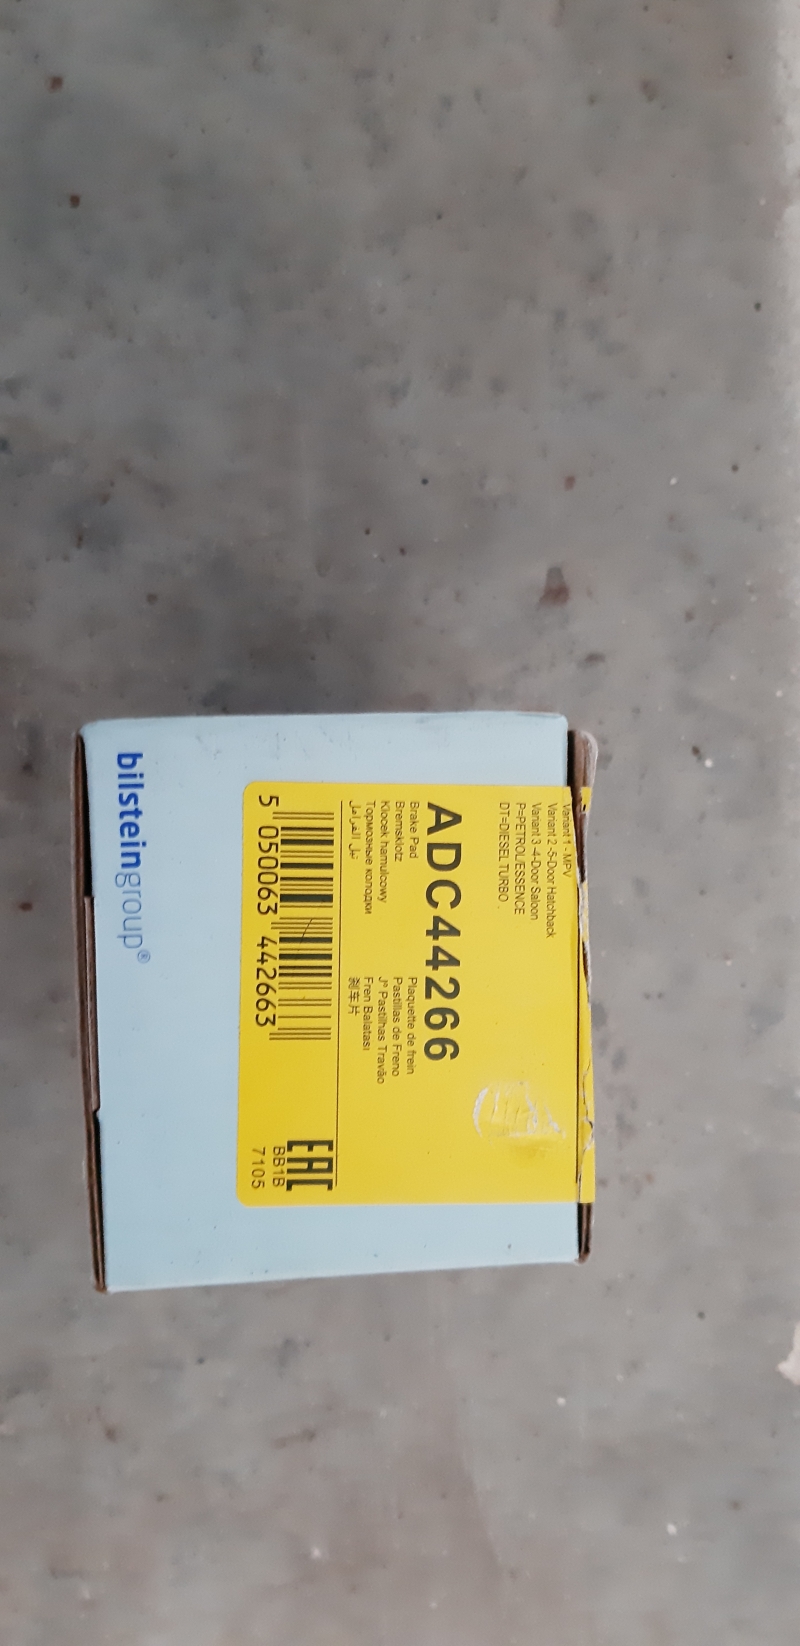 Variant 1 - MPV
Variant 2 -5-Door Hatchback
Variant 3 -4-Door Saloon
P=PETROL/ESSENCE
DT=DIESEL TURBO
ADC44266
Brake Pad
Plaquette de frein
Bremsklotz
Pastillas de Freno
Klocek hamulcowy
Jº Pastilhas Travão
Тормозные колодки
Fren Balatası
تيل الفرامل
刹车片
5 050063 442663
EAC
BB1B
7105
bilsteingroup®